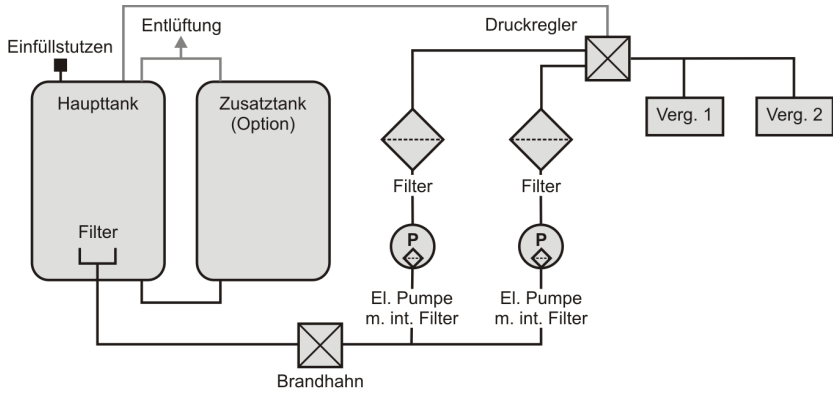 Entlüftung
Druckregler
Einfüllstutzen
Haupttank
Zusatztank
(Option)
Verg. 1
Verg. 2
Filter
Filter
Filter
P
P
El. Pumpe
m. int. Filter
El. Pumpe
m. int. Filter
Brandhahn